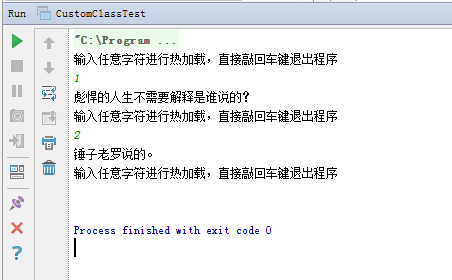 Run CustomClassTest
"C:\Program ...
输入任意字符进行热加载，直接敲回车键退出程序
1
彪悍的人生不需要解释是谁说的？
输入任意字符进行热加载，直接敲回车键退出程序
2
锤子老罗说的。
输入任意字符进行热加载，直接敲回车键退出程序
Process finished with exit code 0